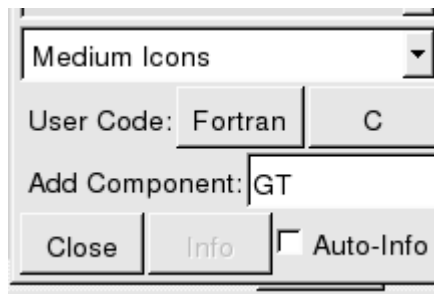 Medium Icons
User Code: Fortran C
Add Component: GT
Close Info Auto-Info